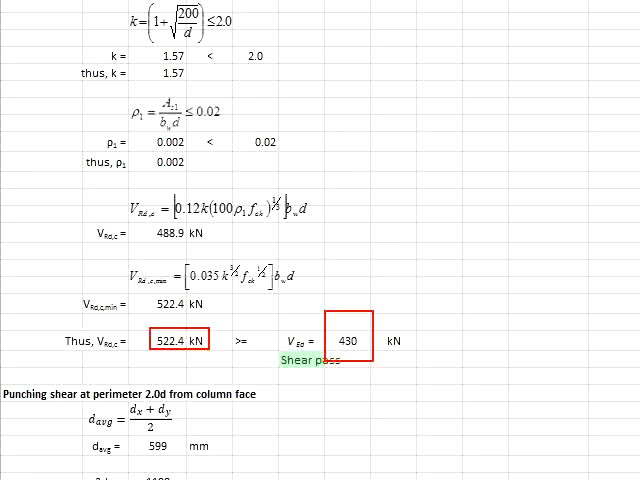 k=(1+√(200/d))≤2.0
k = 1.57 < 2.0
thus, k = 1.57
ρ₁ = A_s1/b_w d ≤ 0.02
ρ₁ = 0.002 < 0.02
thus, ρ₁ 0.002
V_Rd,c = [0.12k(100ρ₁f_ck)^⅓]b_w d
V_Rd,c = 488.9 kN
V_Rd,c,min = [0.035k^(3/2) f_ck^(1/2)]b_w d
V_Rd,c,min = 522.4 kN
Thus, V_Rd,c = 522.4 kN >= V_Ed = 430 kN
Shear pass
Punching shear at perimeter 2.0d from column face
d_avg = (d_x + d_y)/2
d_avg = 599 mm